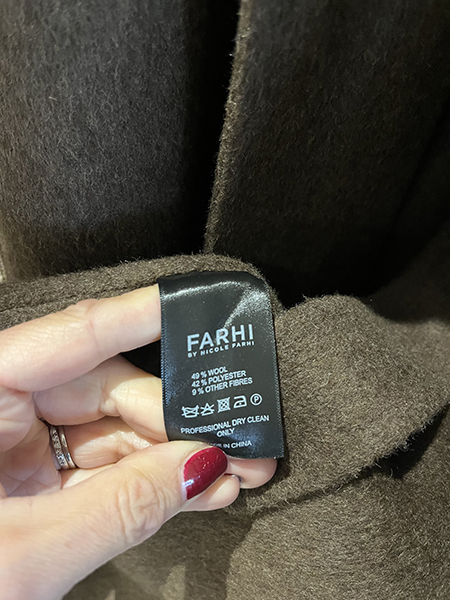 FARHI
BY NICOLE FARHI
49 % WOOL
42 % POLYESTER
9 % OTHER FIBRES
P
PROFESSIONAL DRY CLEAN
ONLY
IN CHINA